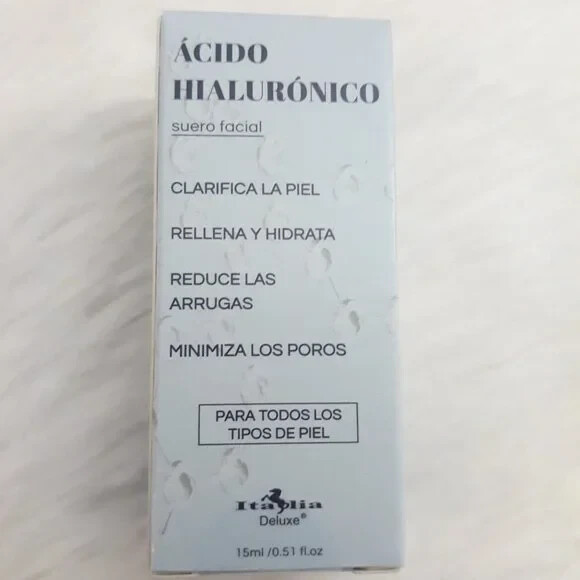 ÁCIDO
HIALURÓNICO
suero facial
CLARIFICA LA PIEL
RELLENA Y HIDRATA
REDUCE LAS
ARRUGAS
MINIMIZA LOS POROS
PARA TODOS LOS
TIPOS DE PIEL
Italia
Deluxe®
15ml /0.51 fl.oz